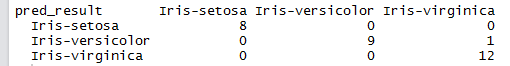 pred_result Iris-setosa Iris-versicolor Iris-virginica
Iris-setosa 8 0 0
Iris-versicolor 0 9 1
Iris-virginica 0 0 12